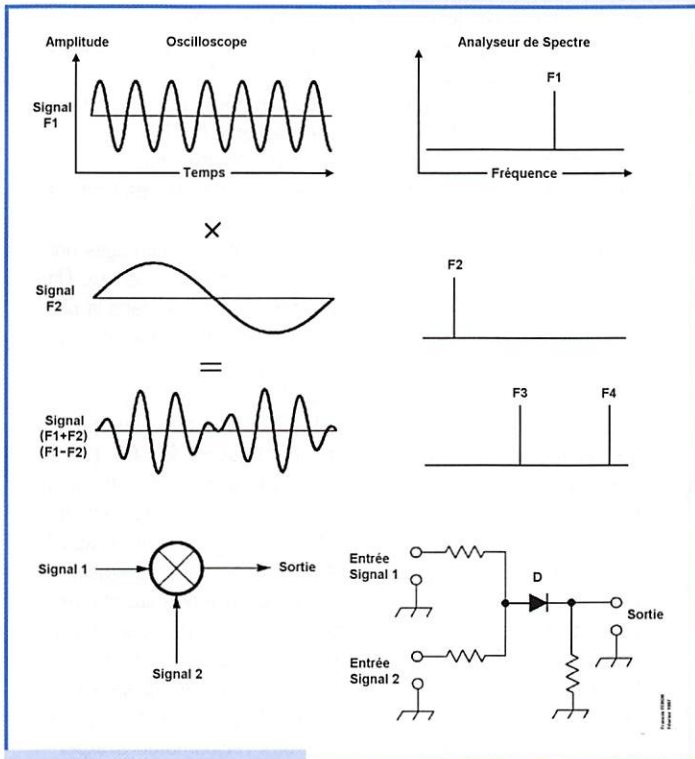 Amplitude
Oscilloscope
Analyseur de Spectre
Signal
F1
F1
Temps
Fréquence
×
Signal
F2
F2
=
Signal
(F1+F2)
(F1−F2)
F3
F4
Signal 1
Sortie
Signal 2
Entrée
Signal 1
D
Sortie
Entrée
Signal 2